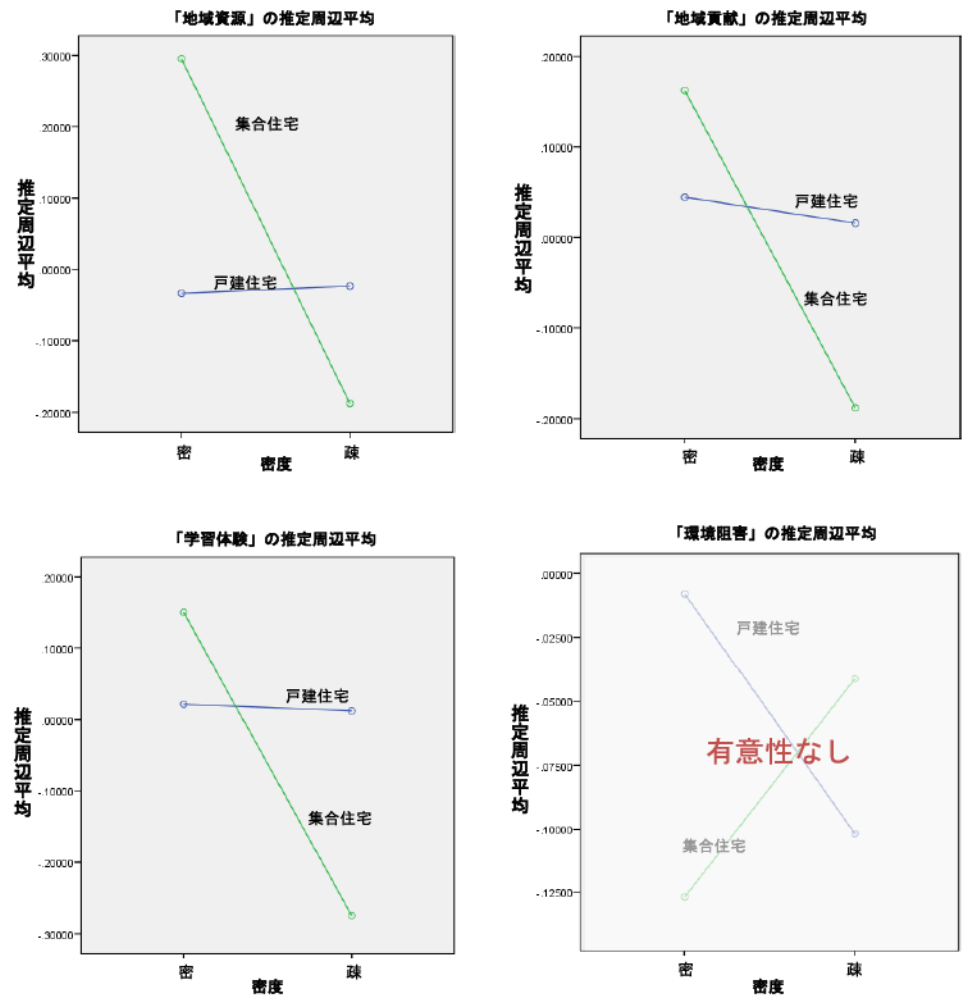 「地域資源」の推定周辺平均
.30000
.20000
.10000
.00000
-.10000
-.20000
推定周辺平均
集合住宅
戸建住宅
密
疎
密度
「地域貢献」の推定周辺平均
.20000
.10000
.00000
-.10000
-.20000
推定周辺平均
戸建住宅
集合住宅
密
疎
密度
「学習体験」の推定周辺平均
.20000
.10000
.00000
-.10000
-.20000
-.30000
推定周辺平均
戸建住宅
集合住宅
密
疎
密度
「環境阻害」の推定周辺平均
.00000
-.02500
-.05000
-.07500
-.10000
-.12500
推定周辺平均
戸建住宅
有意性なし
集合住宅
密
疎
密度